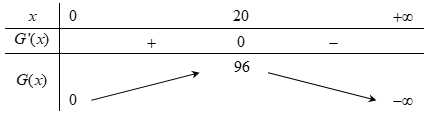 x 0 20 +∞
G'(x) + 0 −
96
G(x)
0 −∞